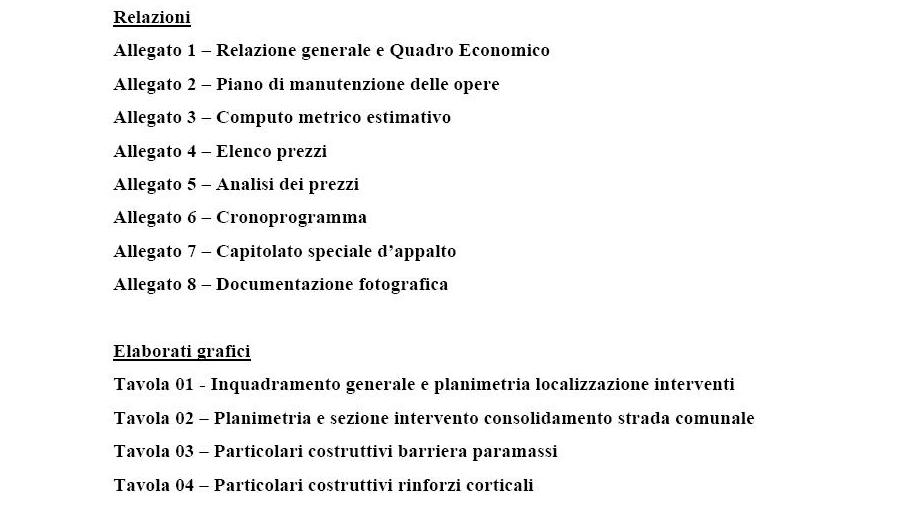 Relazioni
Allegato 1 – Relazione generale e Quadro Economico
Allegato 2 – Piano di manutenzione delle opere
Allegato 3 – Computo metrico estimativo
Allegato 4 – Elenco prezzi
Allegato 5 – Analisi dei prezzi
Allegato 6 – Cronoprogramma
Allegato 7 – Capitolato speciale d’appalto
Allegato 8 – Documentazione fotografica
Elaborati grafici
Tavola 01 - Inquadramento generale e planimetria localizzazione interventi
Tavola 02 – Planimetria e sezione intervento consolidamento strada comunale
Tavola 03 – Particolari costruttivi barriera paramassi
Tavola 04 – Particolari costruttivi rinforzi corticali